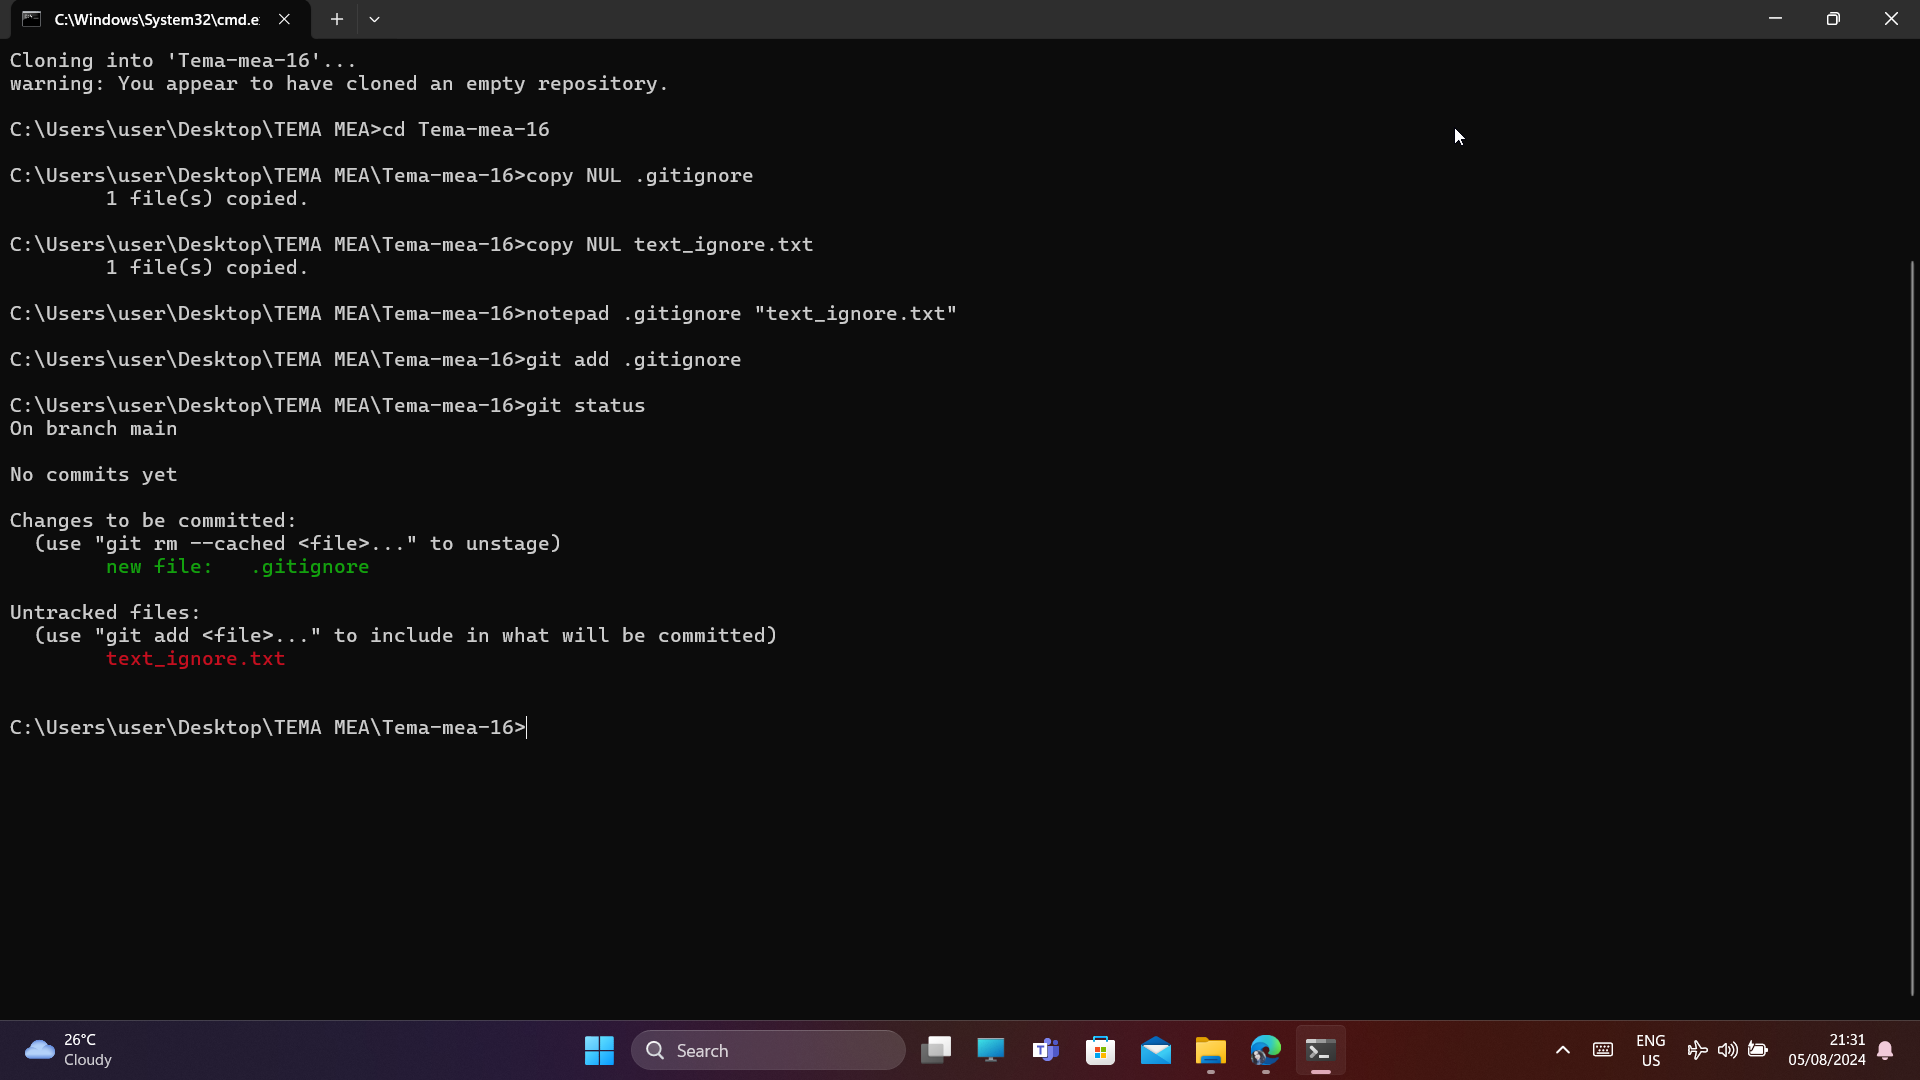 C:\Windows\System32\cmd.e
Cloning into 'Tema-mea-16'...
warning: You appear to have cloned an empty repository.
C:\Users\user\Desktop\TEMA MEA>cd Tema-mea-16
C:\Users\user\Desktop\TEMA MEA\Tema-mea-16>copy NUL .gitignore
1 file(s) copied.
C:\Users\user\Desktop\TEMA MEA\Tema-mea-16>copy NUL text_ignore.txt
1 file(s) copied.
C:\Users\user\Desktop\TEMA MEA\Tema-mea-16>notepad .gitignore "text_ignore.txt"
C:\Users\user\Desktop\TEMA MEA\Tema-mea-16>git add .gitignore
C:\Users\user\Desktop\TEMA MEA\Tema-mea-16>git status
On branch main
No commits yet
Changes to be committed:
(use "git rm --cached <file>..." to unstage)
new file:   .gitignore
Untracked files:
(use "git add <file>..." to include in what will be committed)
text_ignore.txt
C:\Users\user\Desktop\TEMA MEA\Tema-mea-16>
26°C
Cloudy
Search
ENG
US
21:31
05/08/2024